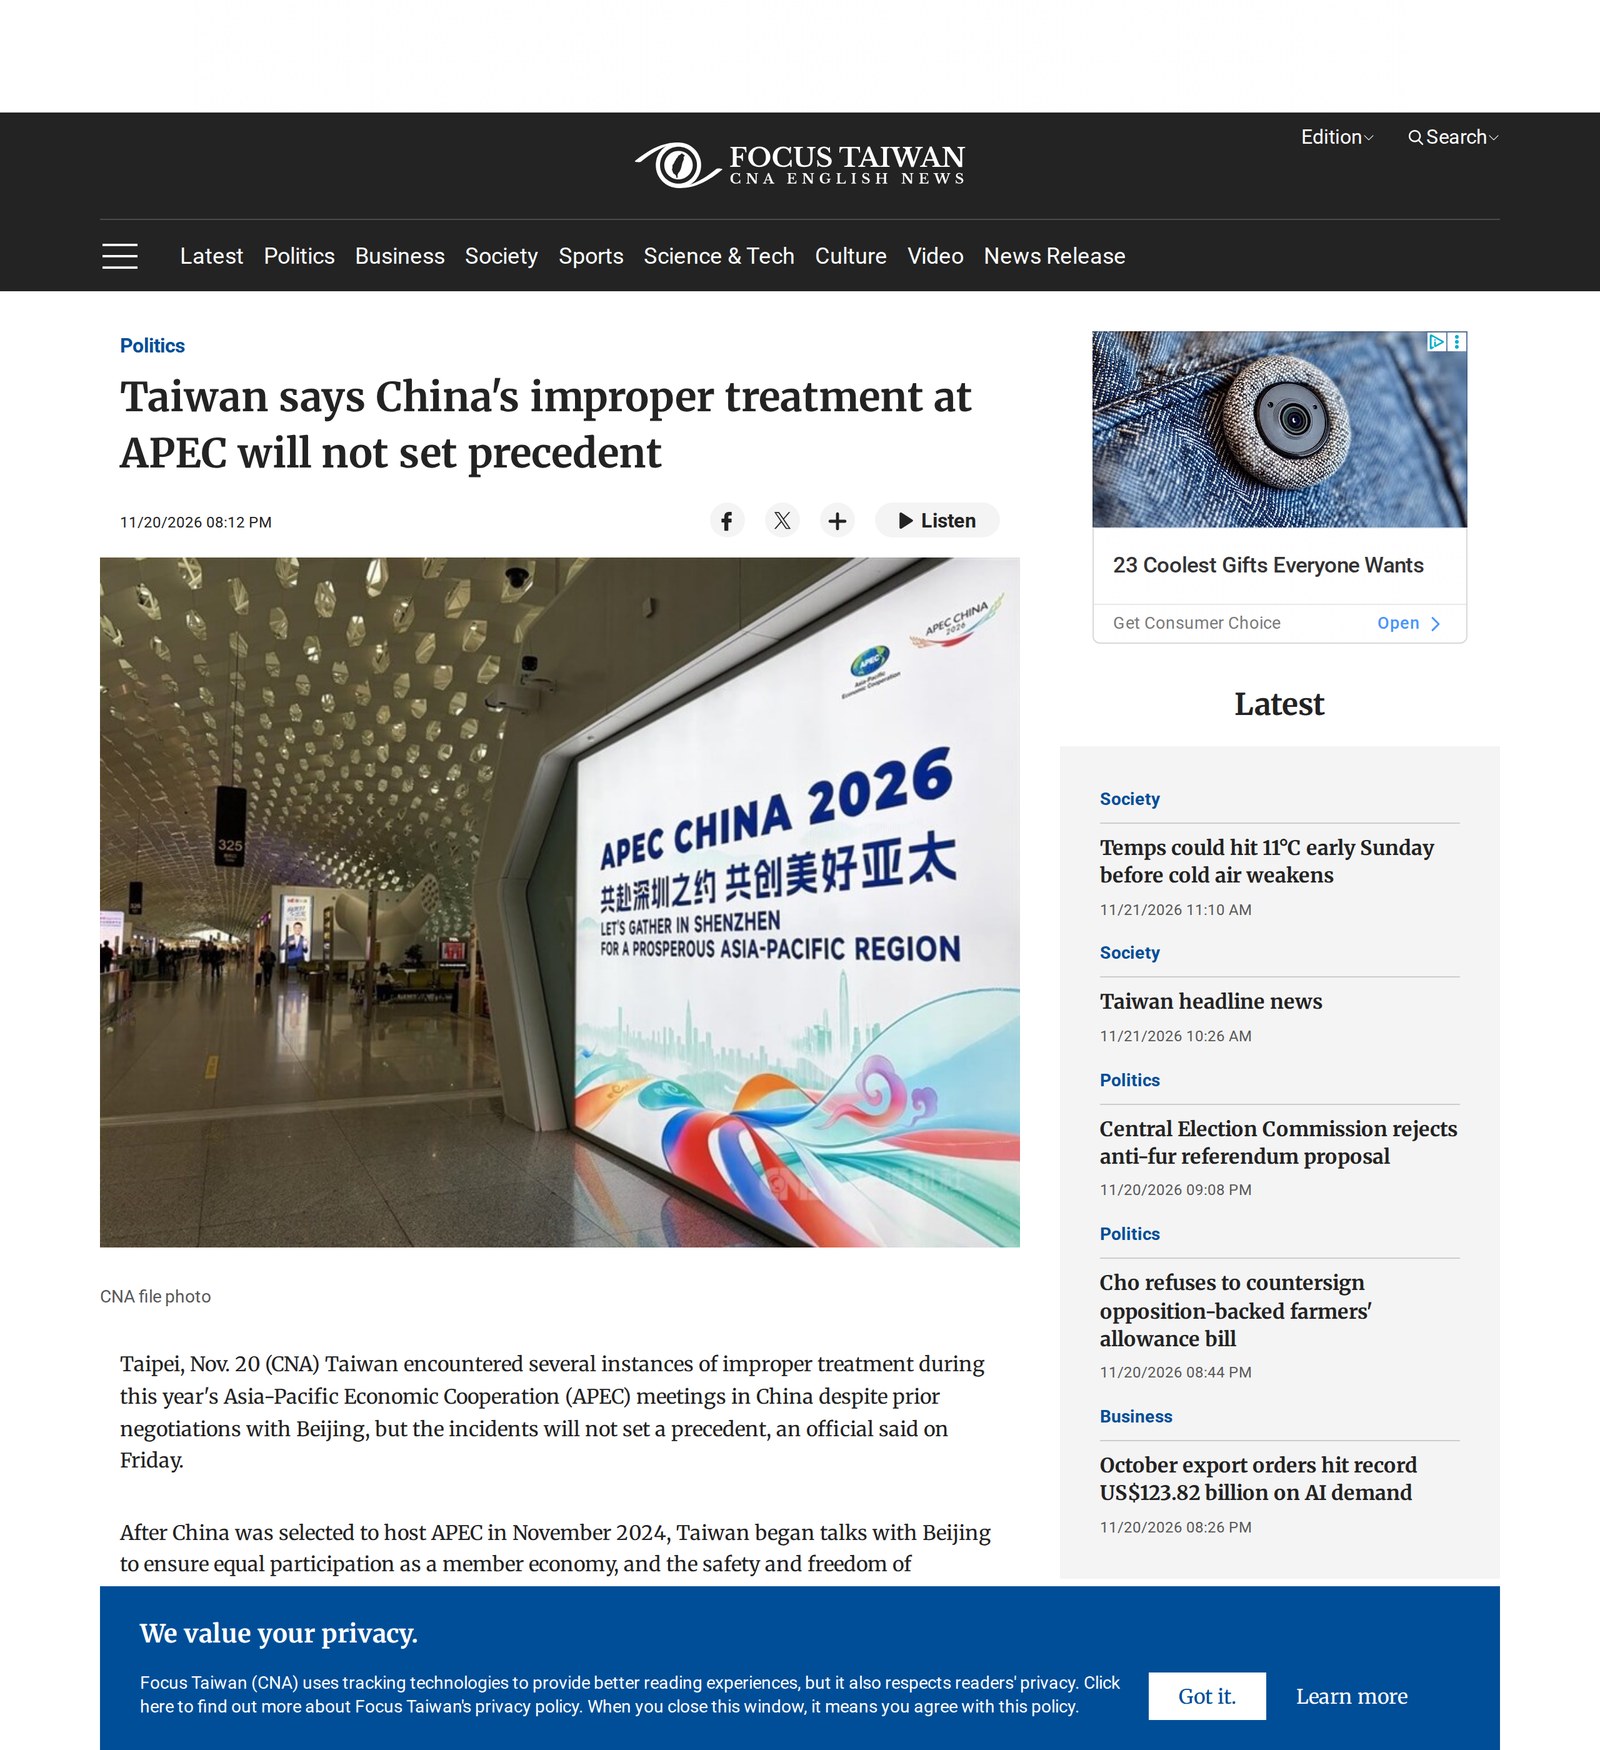 FOCUS TAIWAN
CNA ENGLISH NEWS
Edition
Search
Latest
Politics
Business
Society
Sports
Science & Tech
Culture
Video
News Release
Politics
Taiwan says China's improper treatment at
APEC will not set precedent
11/20/2026 08:12 PM
Listen
325
APEC CHINA
2026
APEC
Asia-Pacific
Economic Cooperation
APEC CHINA 2026
共赴深圳之约 共创美好亚太
LET'S GATHER IN SHENZHEN
FOR A PROSPEROUS ASIA-PACIFIC REGION
CNA file photo
Taipei, Nov. 20 (CNA) Taiwan encountered several instances of improper treatment during
this year's Asia-Pacific Economic Cooperation (APEC) meetings in China despite prior
negotiations with Beijing, but the incidents will not set a precedent, an official said on
Friday.
After China was selected to host APEC in November 2024, Taiwan began talks with Beijing
to ensure equal participation as a member economy, and the safety and freedom of
23 Coolest Gifts Everyone Wants
Get Consumer Choice
Open
Latest
Society
Temps could hit 11°C early Sunday
before cold air weakens
11/21/2026 11:10 AM
Society
Taiwan headline news
11/21/2026 10:26 AM
Politics
Central Election Commission rejects
anti-fur referendum proposal
11/20/2026 09:08 PM
Politics
Cho refuses to countersign
opposition-backed farmers'
allowance bill
11/20/2026 08:44 PM
Business
October export orders hit record
US$123.82 billion on AI demand
11/20/2026 08:26 PM
We value your privacy.
Focus Taiwan (CNA) uses tracking technologies to provide better reading experiences, but it also respects readers' privacy. Click
here to find out more about Focus Taiwan's privacy policy. When you close this window, it means you agree with this policy.
Got it.
Learn more